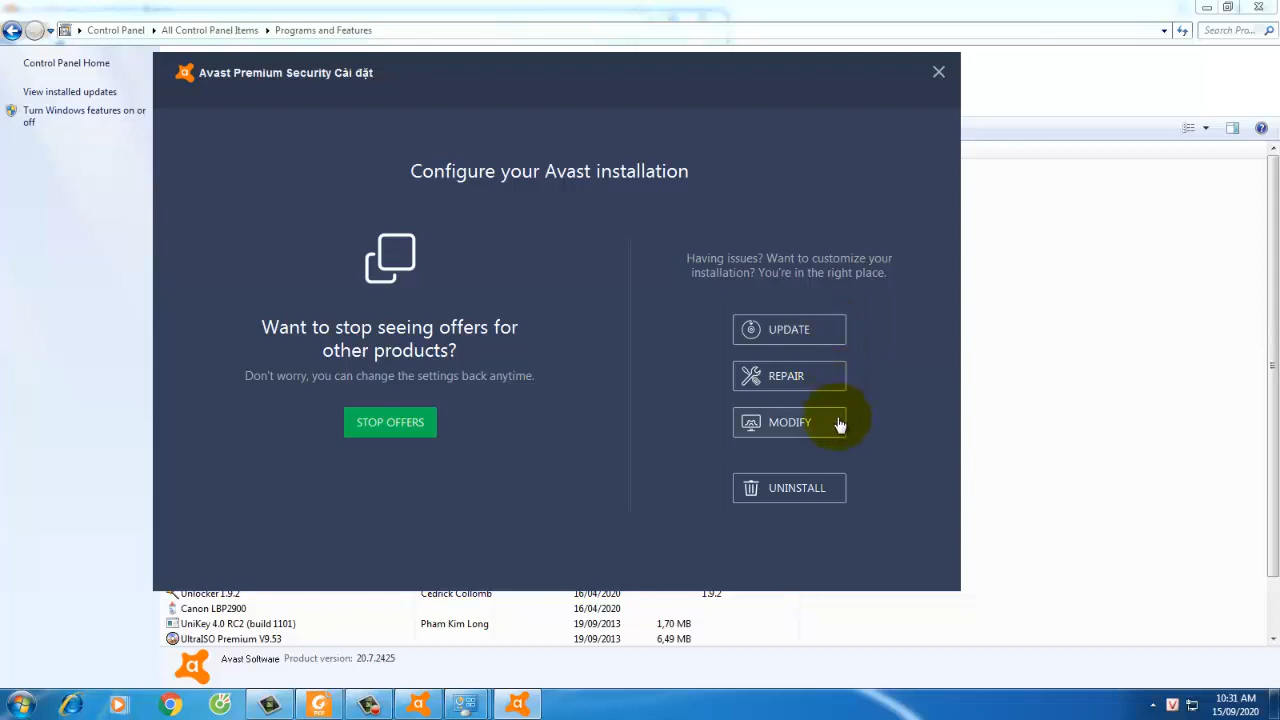 Control Panel
All Control Panel Items
Programs and Features
Search Pro...
Control Panel Home
View installed updates
Turn Windows features on or
off
Avast Premium Security Cài đặt
Configure your Avast installation
Want to stop seeing offers for
other products?
Don't worry, you can change the settings back anytime.
STOP OFFERS
Having issues? Want to customize your
installation? You're in the right place.
UPDATE
REPAIR
MODIFY
UNINSTALL
Unlocker 1.9.2 Cedrick Collomb 16/04/2020 1.9.2
Canon LBP2900 16/04/2020
UniKey 4.0 RC2 (build 1101) Pham Kim Long 19/09/2013 1,70 MB
UltraISO Premium V9.53 19/09/2013 6,49 MB
Avast Software Product version: 20.7.2425
10:31 AM
15/09/2020